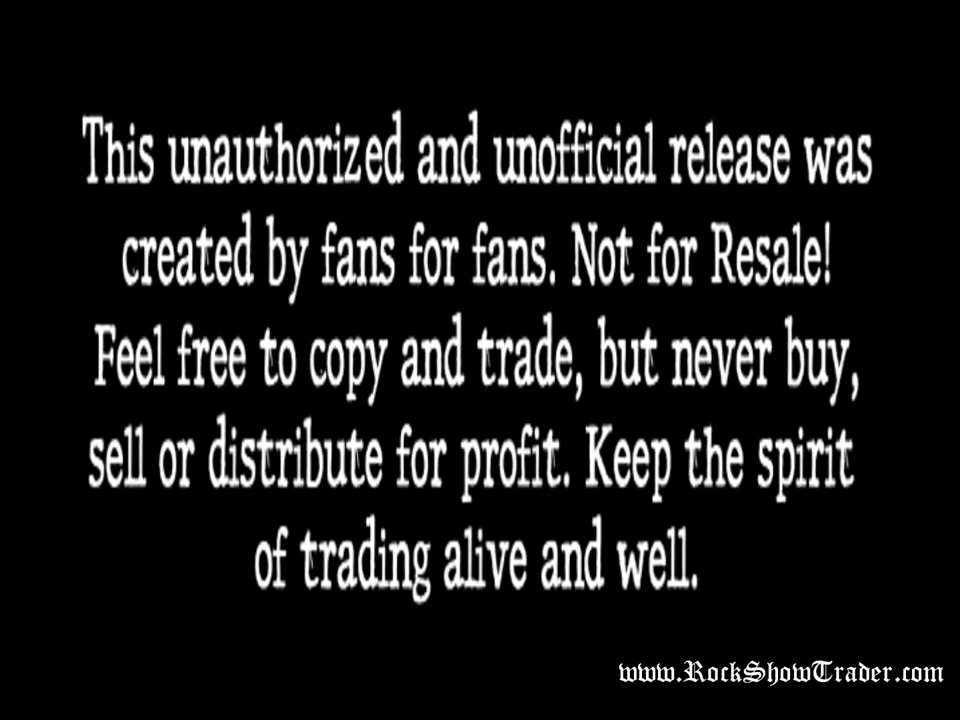 This unauthorized and unofficial release was
created by fans for fans. Not for Resale!
Feel free to copy and trade, but never buy,
sell or distribute for profit. Keep the spirit
of trading alive and well.
www.RockShowTrader.com